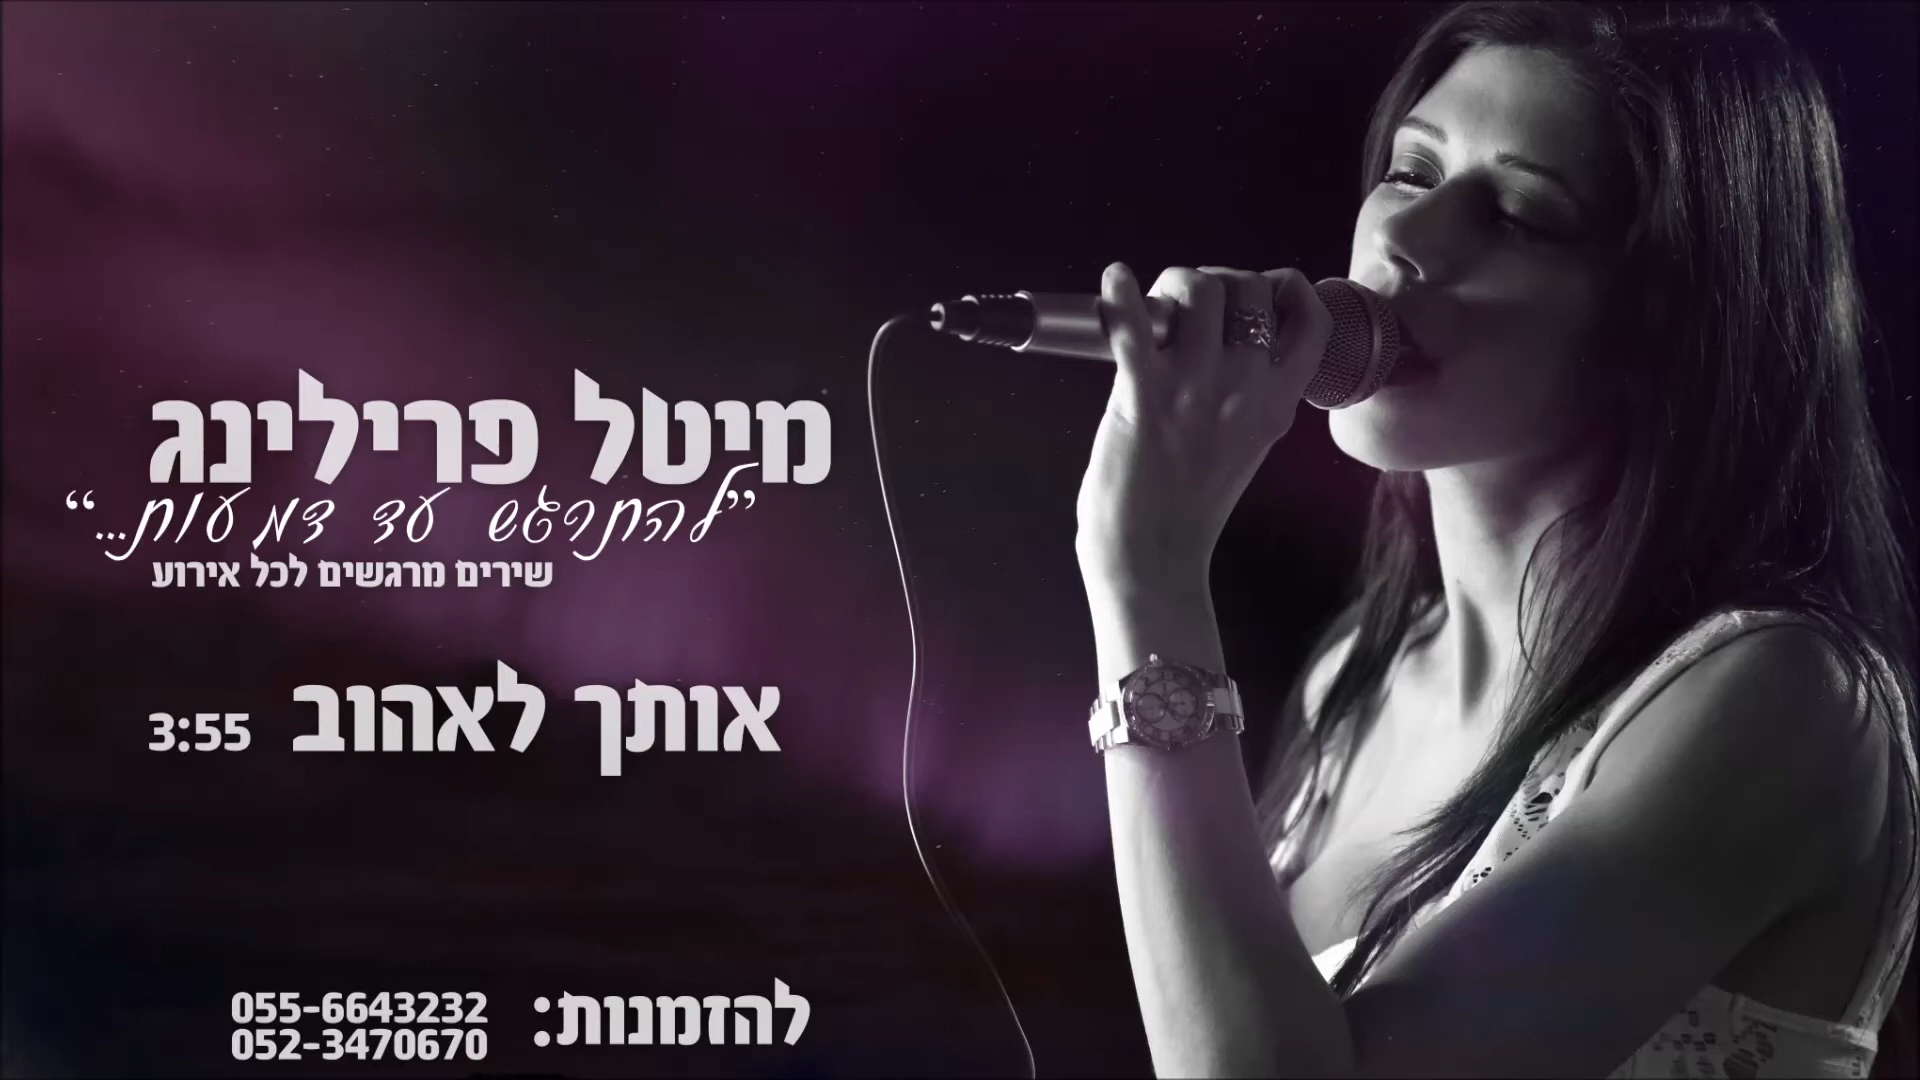 מיטל פרילינג
"להתרגש עד דמעות..."
שירים מרגשים לכל אירוע
אותך לאהוב 3:55
להזמנות: 055-6643232
052-3470670